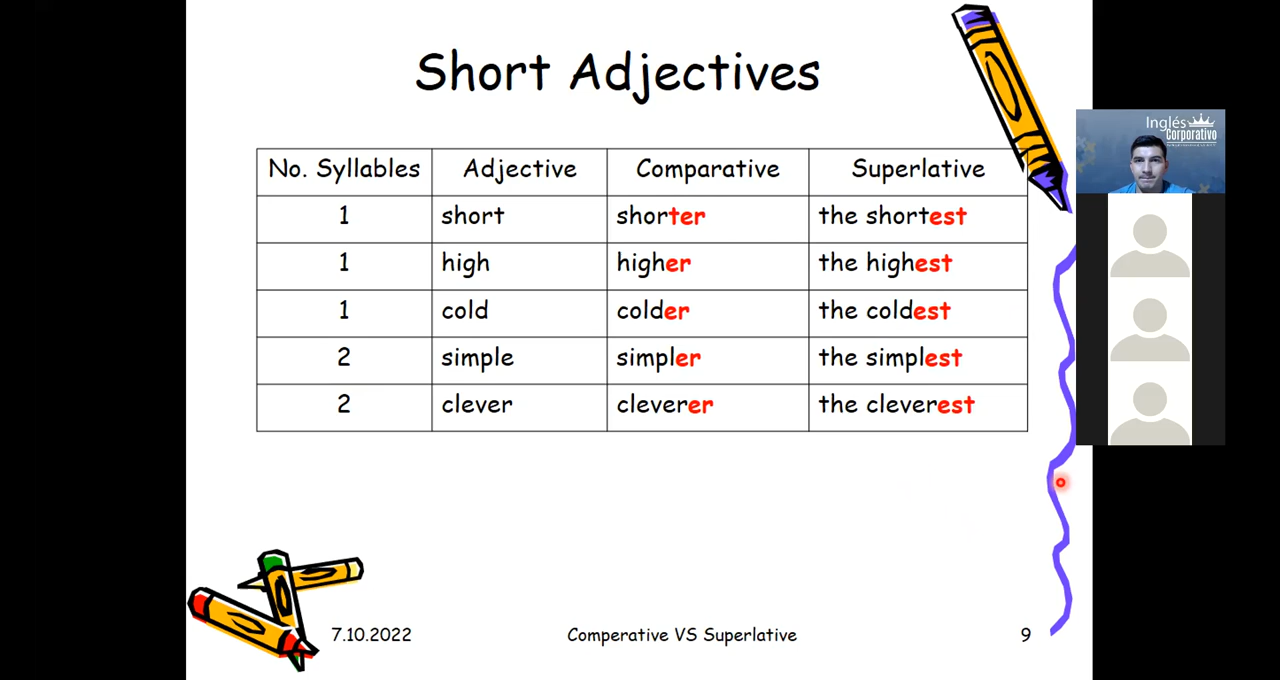 Short Adjectives
No. Syllables Adjective Comparative Superlative
1 short shorter the shortest
1 high higher the highest
1 cold colder the coldest
2 simple simpler the simplest
2 clever cleverer the cleverest
7.10.2022 Comperative VS Superlative 9
Inglés
Corporativo